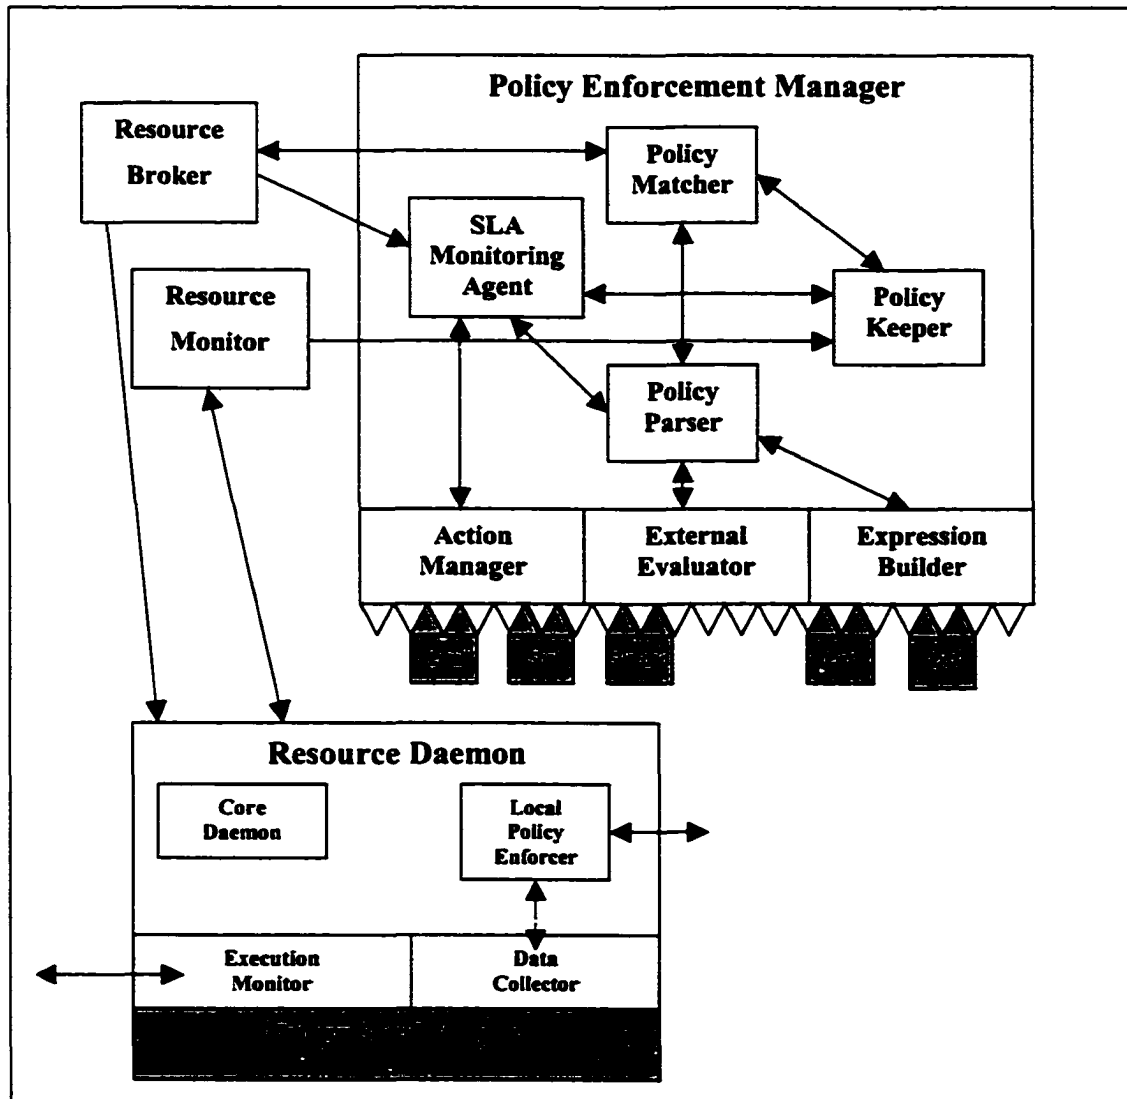 Policy Enforcement Manager
Resource
Broker
Policy
Matcher
SLA
Monitoring
Agent
Resource
Monitor
Policy
Keeper
Policy
Parser
Action
Manager
External
Evaluator
Expression
Builder
Resource Daemon
Core
Daemon
Local
Policy
Enforcer
Execution
Monitor
Data
Collector